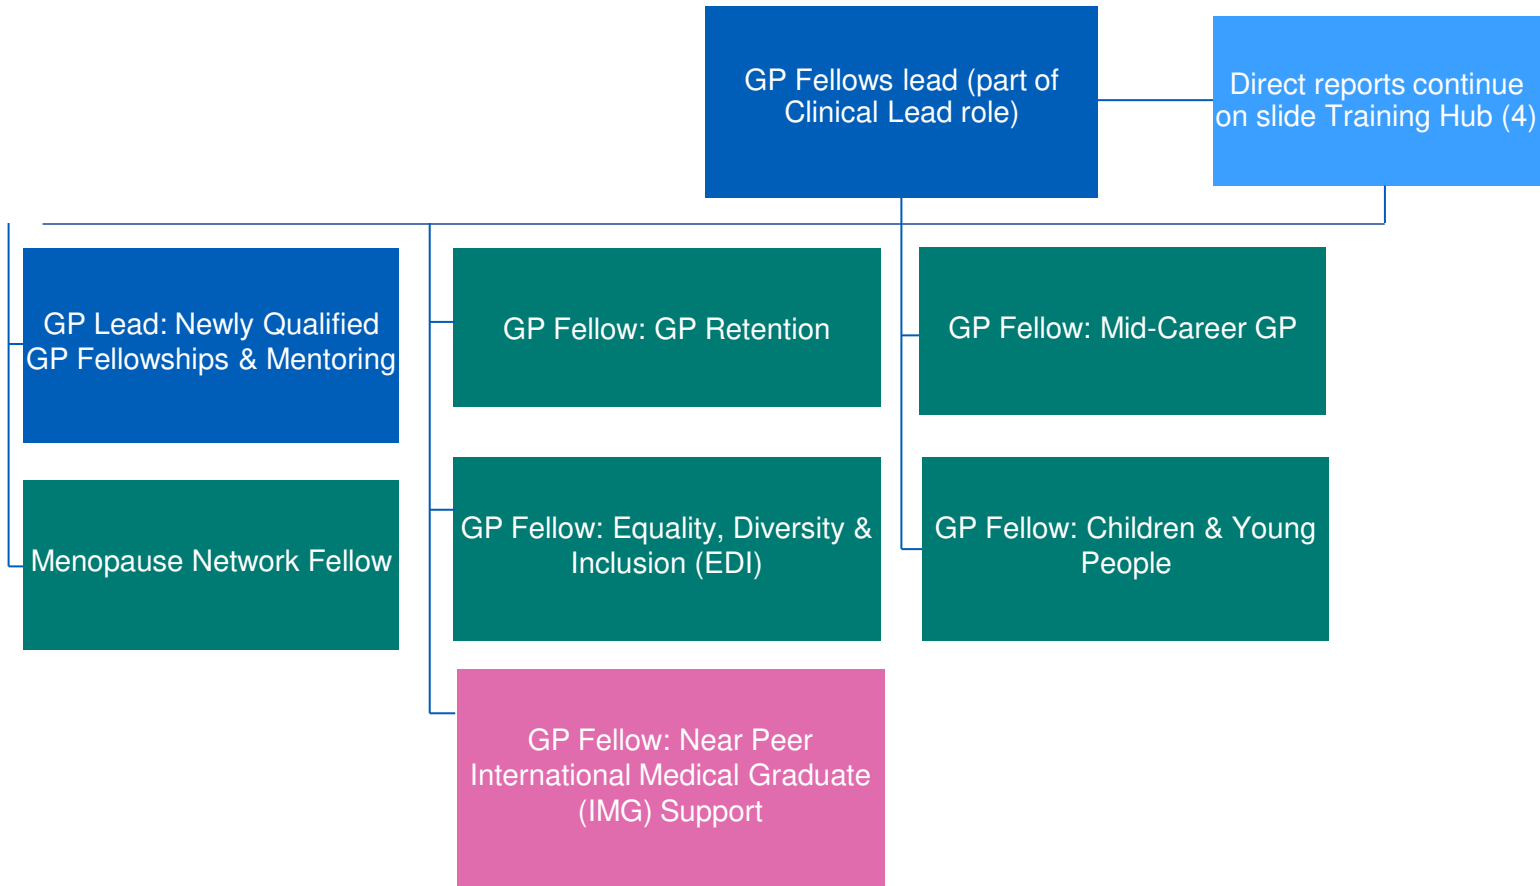 GP Fellows lead (part of
Clinical Lead role)
Direct reports continue
on slide Training Hub (4)
GP Lead: Newly Qualified
GP Fellowships & Mentoring
GP Fellow: GP Retention
GP Fellow: Mid-Career GP
Menopause Network Fellow
GP Fellow: Equality, Diversity &
Inclusion (EDI)
GP Fellow: Children & Young
People
GP Fellow: Near Peer
International Medical Graduate
(IMG) Support